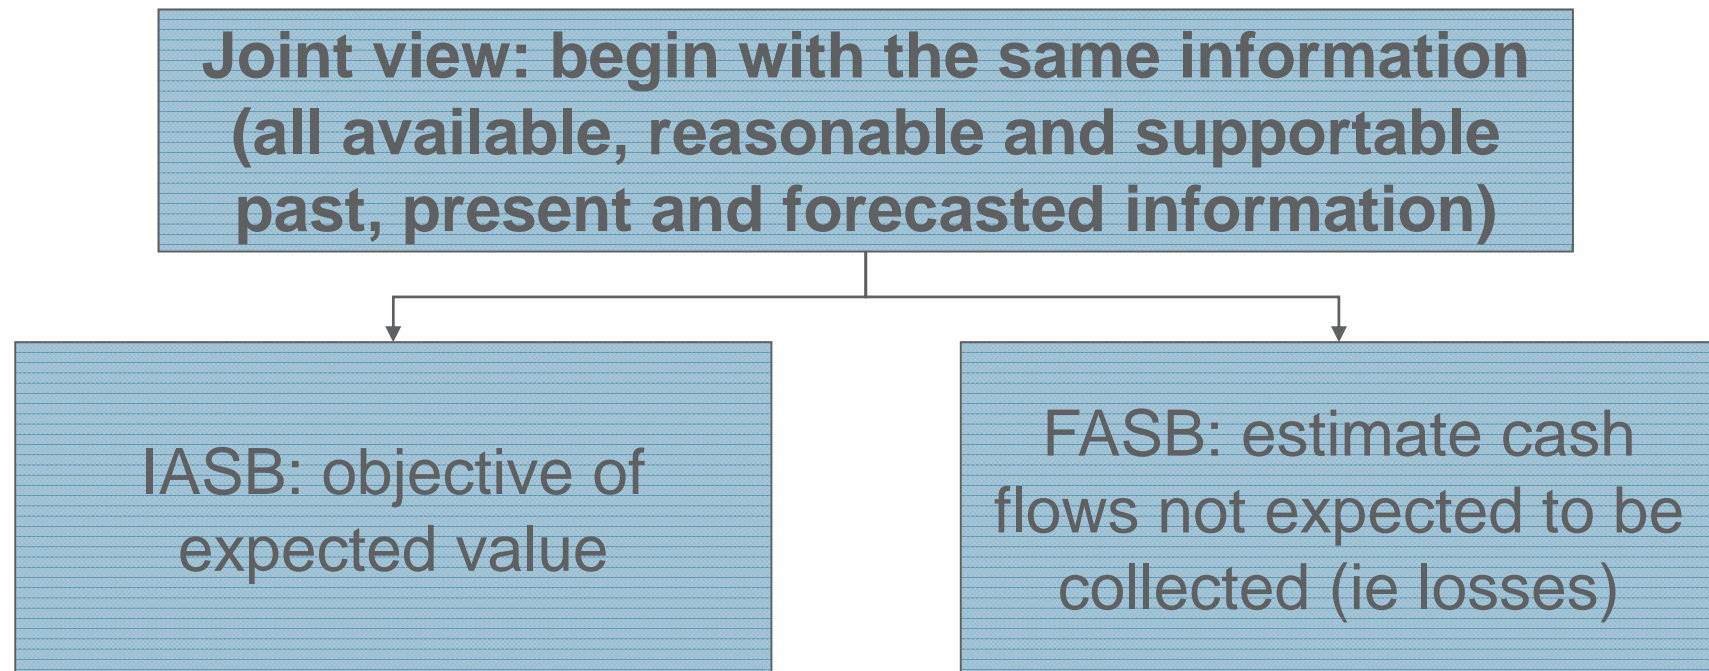 Joint view: begin with the same information
(all available, reasonable and supportable
past, present and forecasted information)
IASB: objective of
expected value
FASB: estimate cash
flows not expected to be
collected (ie losses)